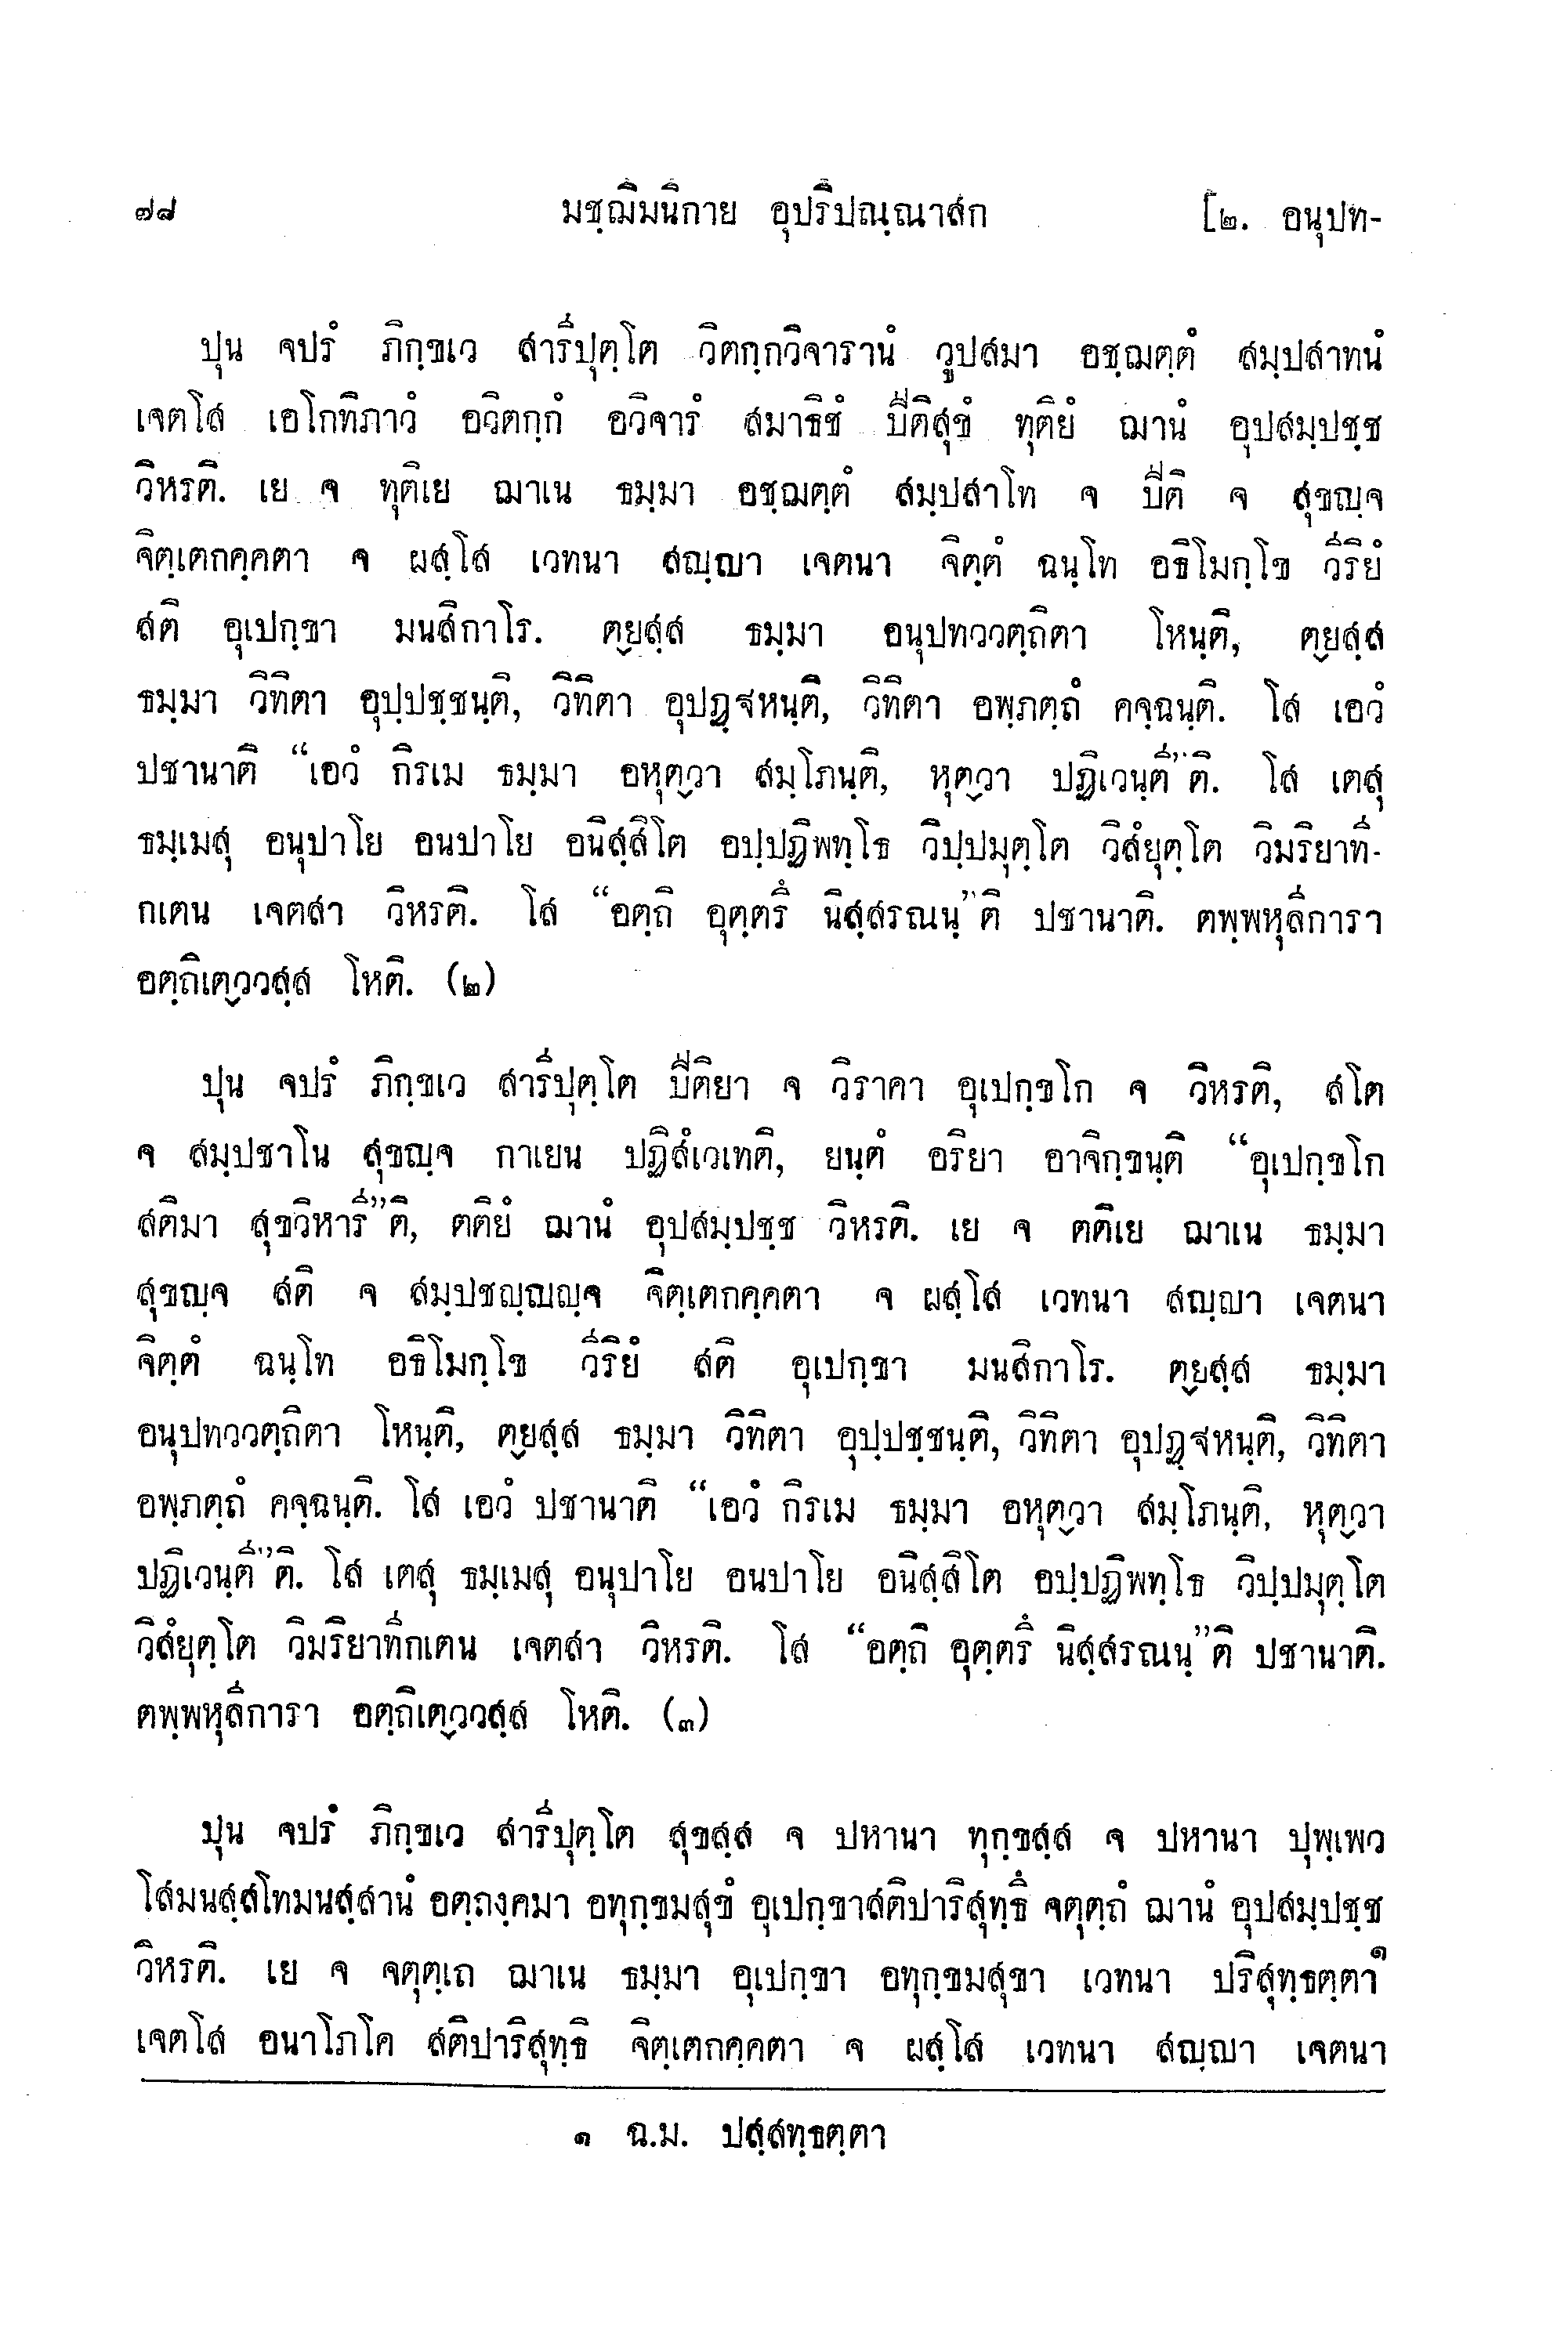 ๗๘ มชฺฌิมนิกาย อุปริปณฺณาสก [๒. อนุปท-
ปุน จปรํ ภิกฺขเว สารีปุตฺโต วิตกฺกวิจารานํ วูปสมา อชฺฌตฺตํ สมฺปสาทนํ
เจตโส เอโกทิภาวํ อวิตกฺกํ อวิจารํ สมาธิชํ ปีติสุขํ ทุติยํ ฌานํ อุปสมฺปชฺช
วิหรติ. เย จ ทุติเย ฌาเน ธมฺมา อชฺฌตฺตํ สมฺปสาโท จ ปีติ จ สุขญฺจ
จิตฺเตกคฺคตา จ ผสฺโส เวทนา สญฺญา เจตนา จิตฺตํ ฉนฺโท อธิโมกฺโข วีริยํ
สติ อุเปกฺขา มนสิกาโร. ตฺยสฺส ธมฺมา อนุปทววตฺถิตา โหนฺติ, ตฺยสฺส
ธมฺมา วิทิตา อุปฺปชฺชนฺติ, วิทิตา อุปฏฺฐหนฺติ, วิทิตา อพฺภตฺถํ คจฺฉนฺติ. โส เอวํ
ปชานาติ “เอวํ กิรเม ธมฺมา อหุตฺวา สมฺโภนฺติ, หุตฺวา ปฏิเวนฺตี”ติ. โส เตสุ
ธมฺเมสุ อนุปาโย อนปาโย อนิสฺสิโต อปฺปฏิพทฺโธ วิปฺปมุตฺโต วิสํยุตฺโต วิมริยาทิ-
กเตน เจตสา วิหรติ. โส “อตฺถิ อุตฺตรึ นิสฺสรณนฺ”ติ ปชานาติ. ตพฺพหุลีการา
อตฺถิเตฺววสฺส โหติ. (๒)
ปุน จปรํ ภิกฺขเว สารีปุตฺโต ปีติยา จ วิราคา อุเปกฺขโก จ วิหรติ, สโต
จ สมฺปชาโน สุขญฺจ กาเยน ปฏิสํเวเทติ, ยนฺตํ อริยา อาจิกฺขนฺติ “อุเปกฺขโก
สติมา สุขวิหารี”ติ, ตติยํ ฌานํ อุปสมฺปชฺช วิหรติ. เย จ ตติเย ฌาเน ธมฺมา
สุขญฺจ สติ จ สมฺปชญฺญญฺจ จิตฺเตกคฺคตา จ ผสฺโส เวทนา สญฺญา เจตนา
จิตฺตํ ฉนฺโท อธิโมกฺโข วีริยํ สติ อุเปกฺขา มนสิกาโร. ตฺยสฺส ธมฺมา
อนุปทววตฺถิตา โหนฺติ, ตฺยสฺส ธมฺมา วิทิตา อุปฺปชฺชนฺติ, วิทิตา อุปฏฺฐหนฺติ, วิทิตา
อพฺภตฺถํ คจฺฉนฺติ. โส เอวํ ปชานาติ “เอวํ กิรเม ธมฺมา อหุตฺวา สมฺโภนฺติ, หุตฺวา
ปฏิเวนฺตี”ติ. โส เตสุ ธมฺเมสุ อนุปาโย อนปาโย อนิสฺสิโต อปฺปฏิพทฺโธ วิปฺปมุตฺโต
วิสํยุตฺโต วิมริยาทีกเตน เจตสา วิหรติ. โส “อตฺถิ อุตฺตรึ นิสฺสรณนฺ”ติ ปชานาติ.
ตพฺพหุลีการา อตฺถิเตฺววสฺส โหติ. (๓)
ปุน จปรํ ภิกฺขเว สารีปุตฺโต สุขสฺส จ ปหานา ทุกฺขสฺส จ ปหานา ปุพฺเพว
โสมนสฺสโทมนสฺสานํ อตฺถงฺคมา อทุกฺขมสุขํ อุเปกฺขาสติปาริสุทฺธึ จตุตฺถํ ฌานํ อุปสมฺปชฺช
วิหรติ. เย จ จตุตฺเถ ฌาเน ธมฺมา อุเปกฺขา อทุกฺขมสุขา เวทนา ปริสุทฺธตฺตา๑
เจตโส อนาโภโค สติปาริสุทฺธิ จิตฺเตกคฺคตา จ ผสฺโส เวทนา สญฺญา เจตนา
๑ ฉ.ม. ปสฺสทฺธตฺตา